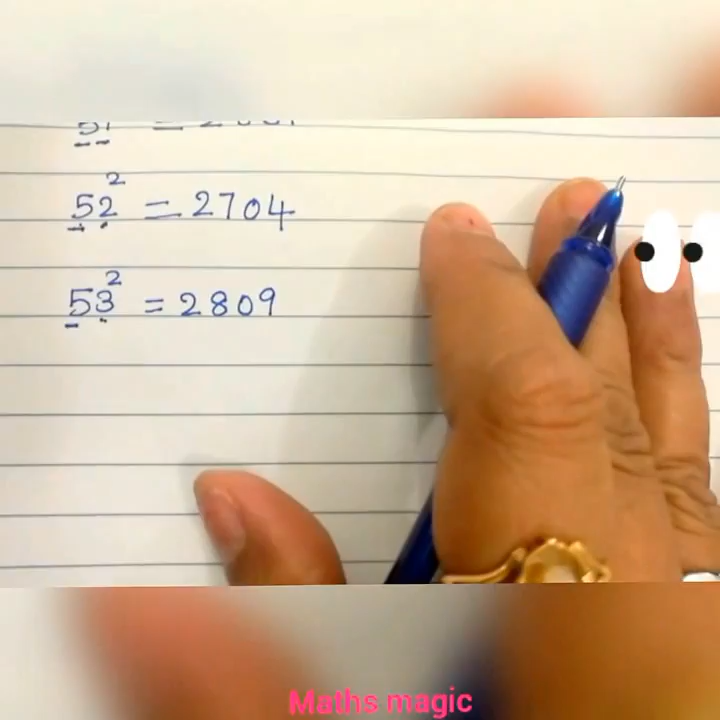 52² = 2704
53² = 2809
Maths magic